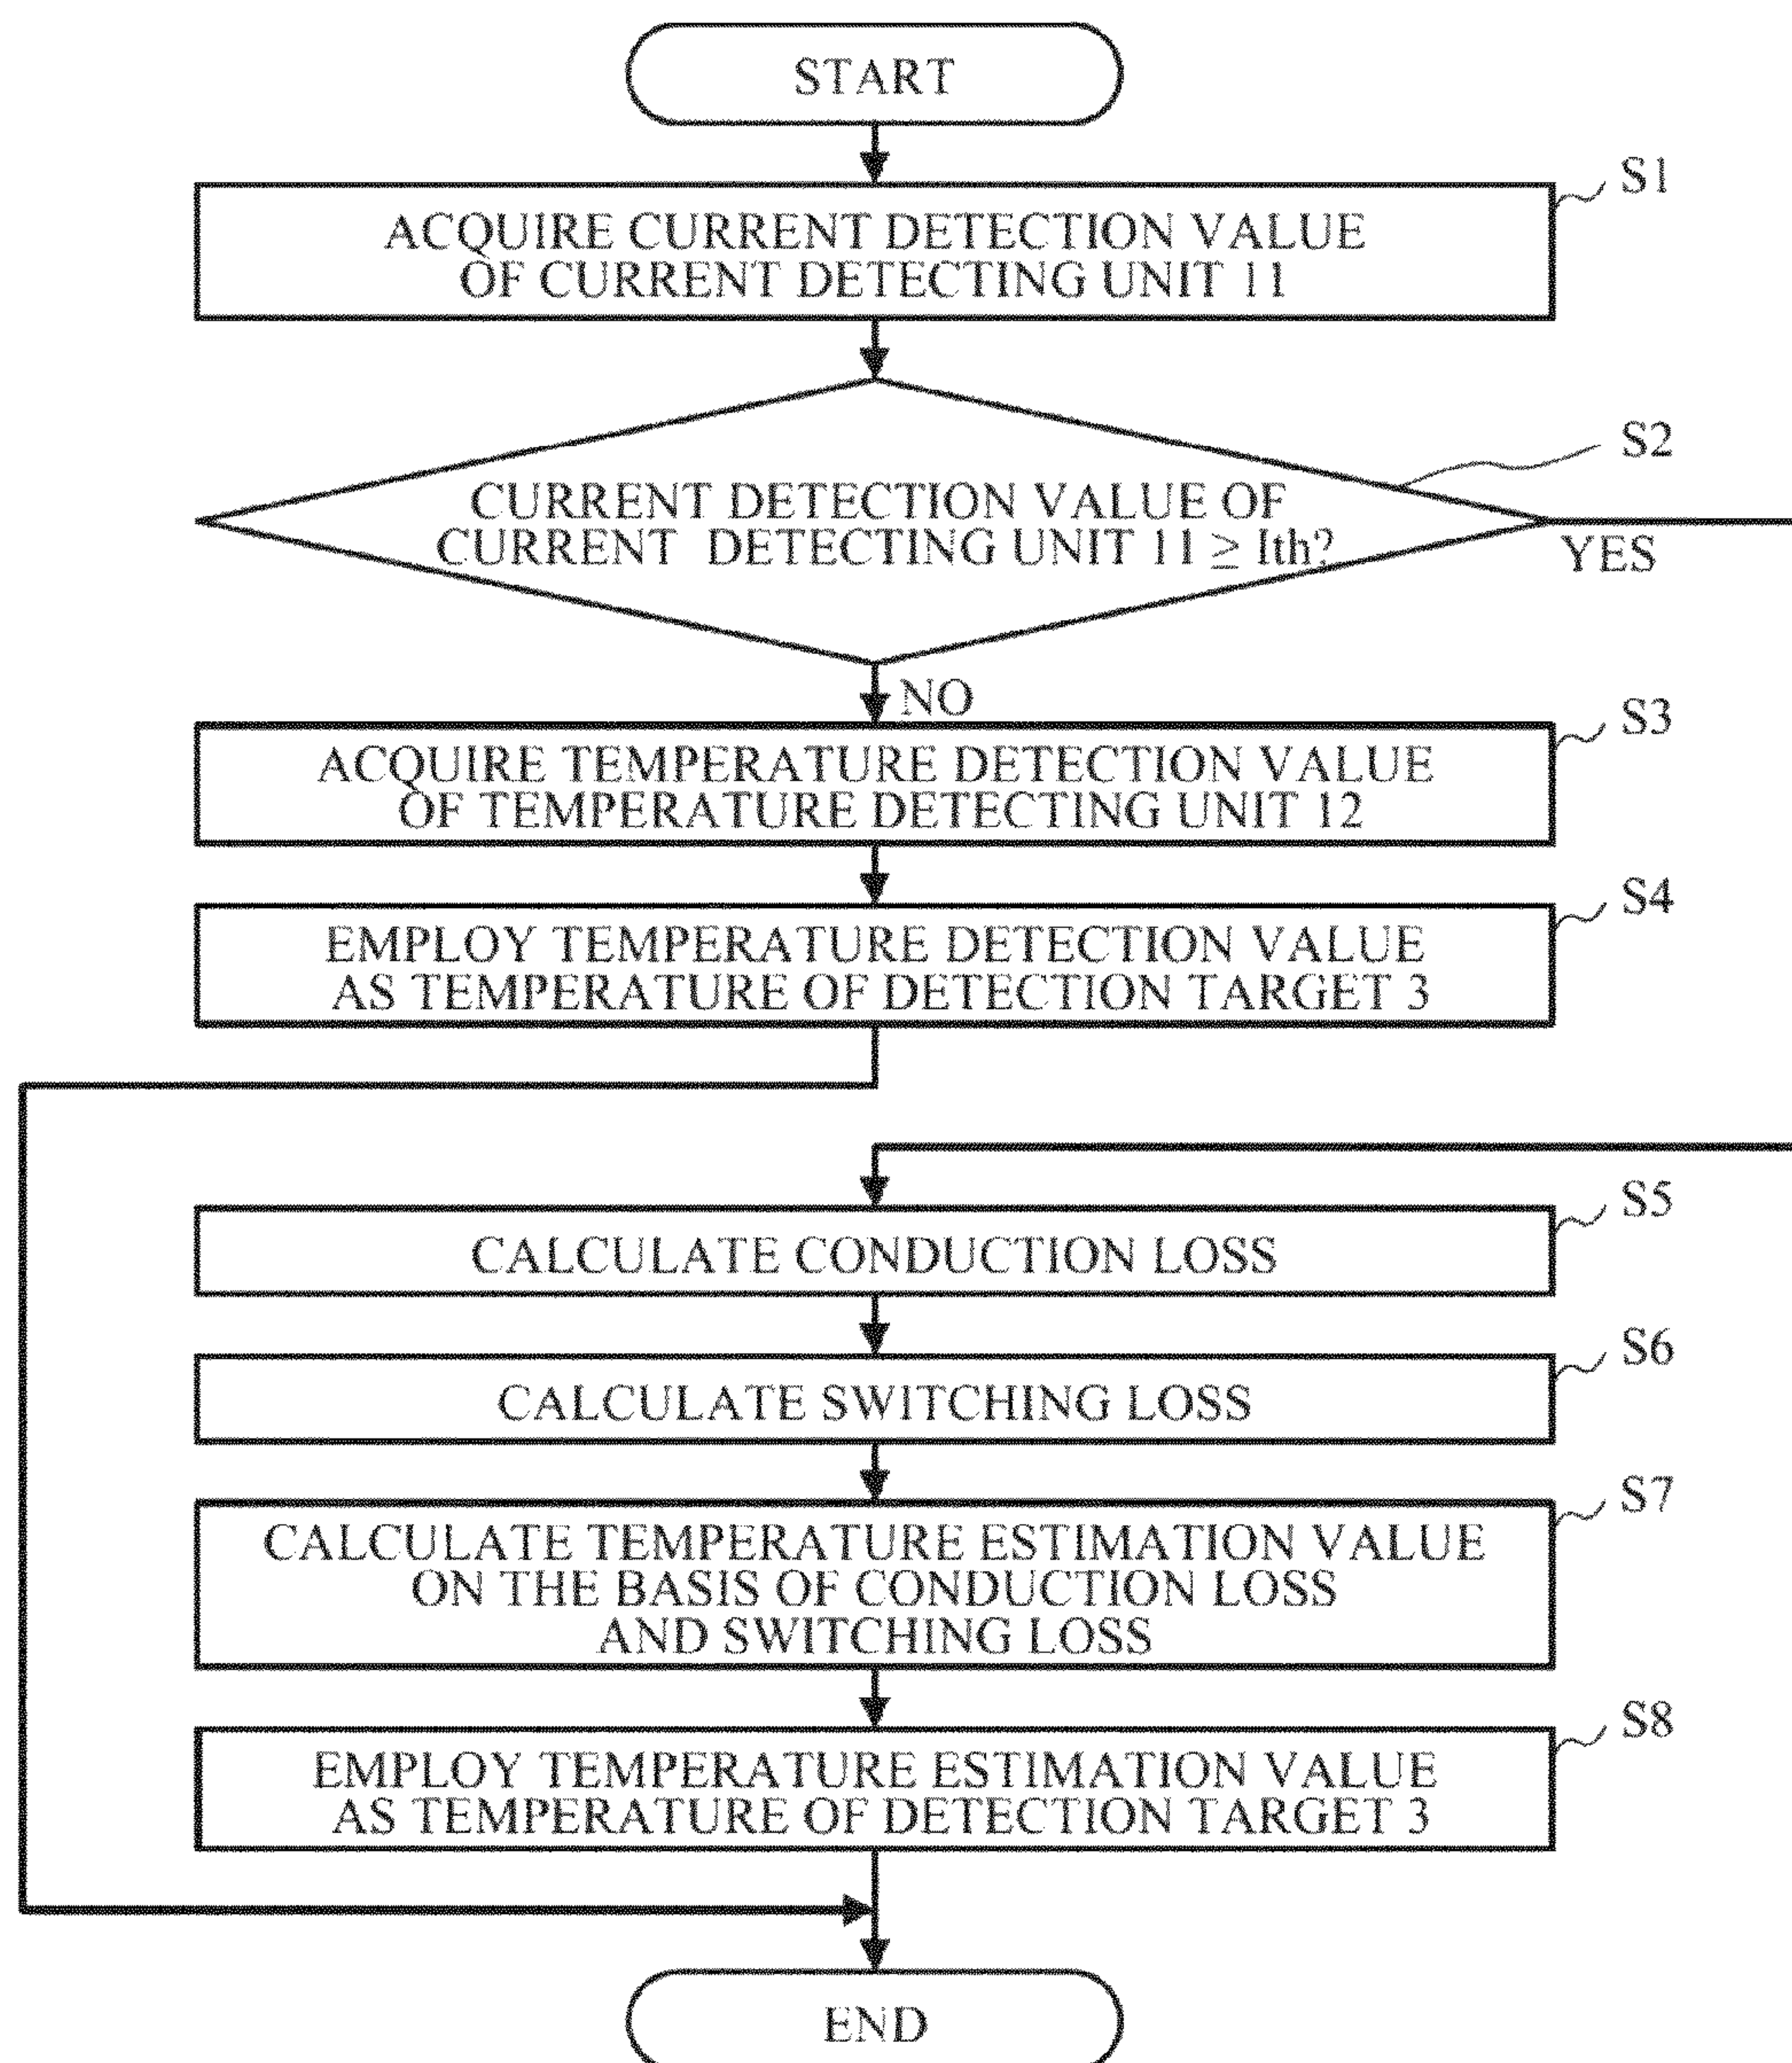 START
S1
ACQUIRE CURRENT DETECTION VALUE
OF CURRENT DETECTING UNIT 11
S2
CURRENT DETECTION VALUE OF
CURRENT DETECTING UNIT 11 ≥ Ith?
YES
NO
S3
ACQUIRE TEMPERATURE DETECTION VALUE
OF TEMPERATURE DETECTING UNIT 12
S4
EMPLOY TEMPERATURE DETECTION VALUE
AS TEMPERATURE OF DETECTION TARGET 3
S5
CALCULATE CONDUCTION LOSS
S6
CALCULATE SWITCHING LOSS
S7
CALCULATE TEMPERATURE ESTIMATION VALUE
ON THE BASIS OF CONDUCTION LOSS
AND SWITCHING LOSS
S8
EMPLOY TEMPERATURE ESTIMATION VALUE
AS TEMPERATURE OF DETECTION TARGET 3
END